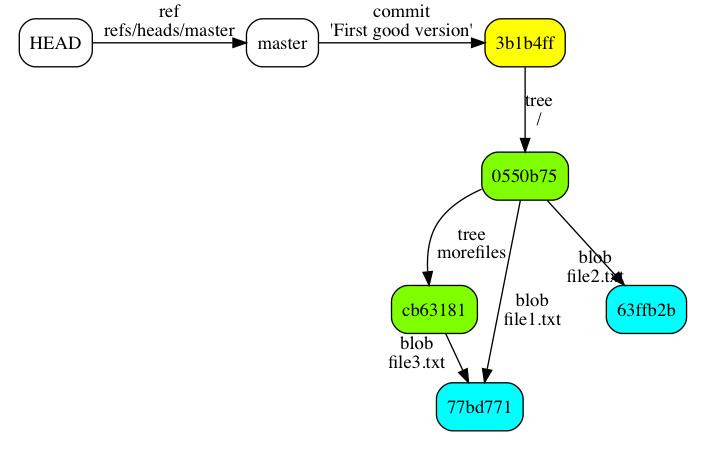 ref
refs/heads/master
commit
'First good version'
HEAD
master
3b1b4ff
tree
/
0550b75
tree
morefiles
blob
file2.txt
blob
file1.txt
cb63181
63ffb2b
blob
file3.txt
77bd771